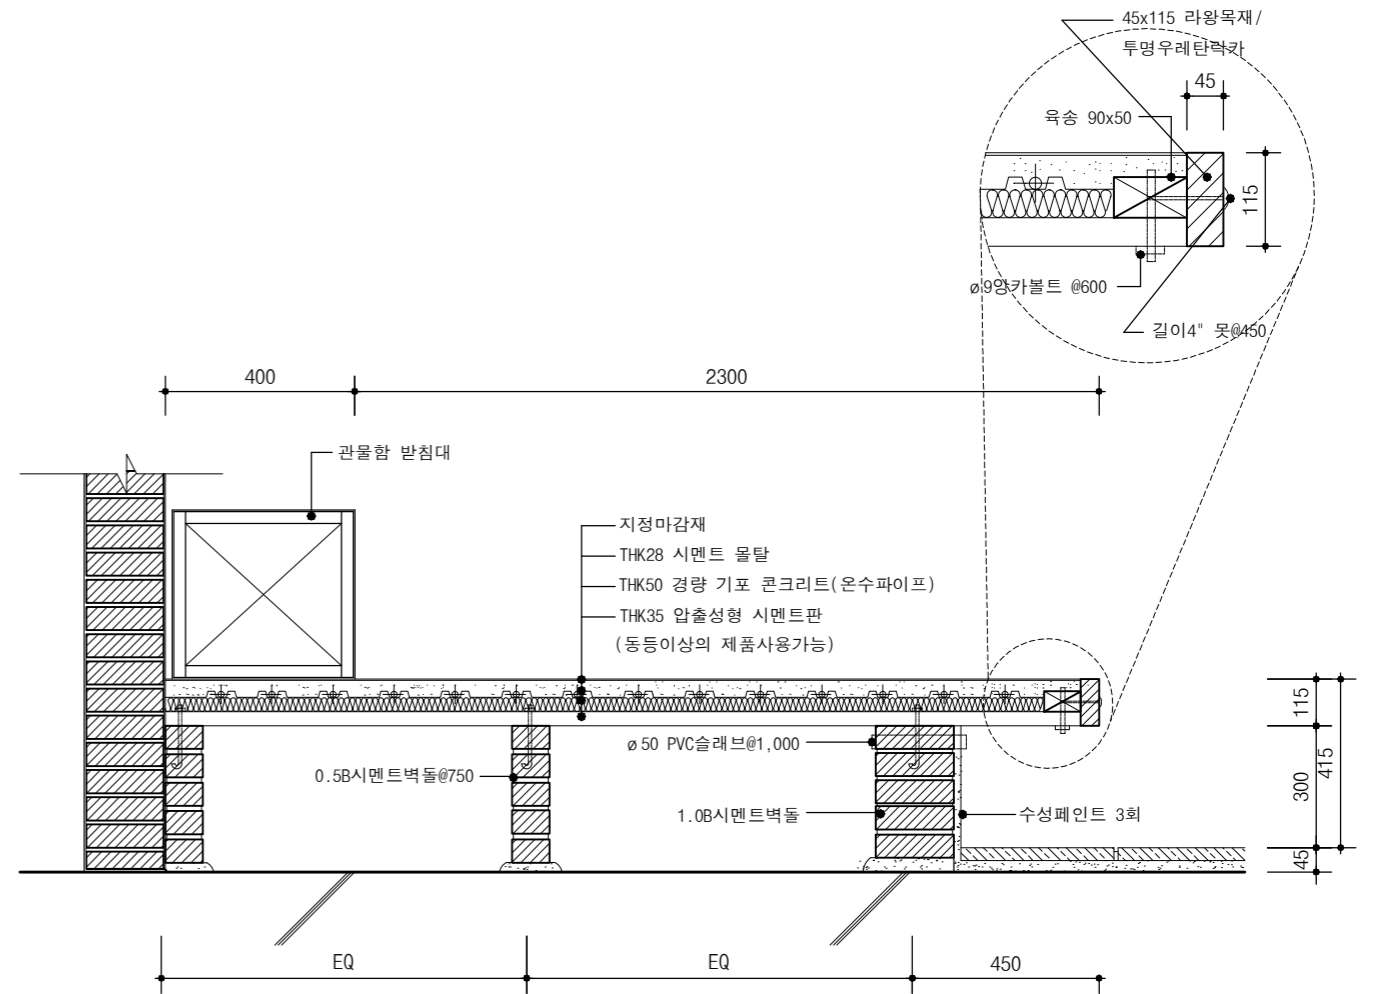 45x115 라왕목재/
투명우레탄락카
45
육송 90x50
115
ø9앙카볼트 @600
길이4" 못@450
400
2300
관물함 받침대
지정마감재
THK28 시멘트 몰탈
THK50 경량 기포 콘크리트(온수파이프)
THK35 압출성형 시멘트판
(동등이상의 제품사용가능)
ø50 PVC슬래브@1,000
0.5B시멘트벽돌@750
1.0B시멘트벽돌
수성페인트 3회
115
300
415
45
EQ
EQ
450